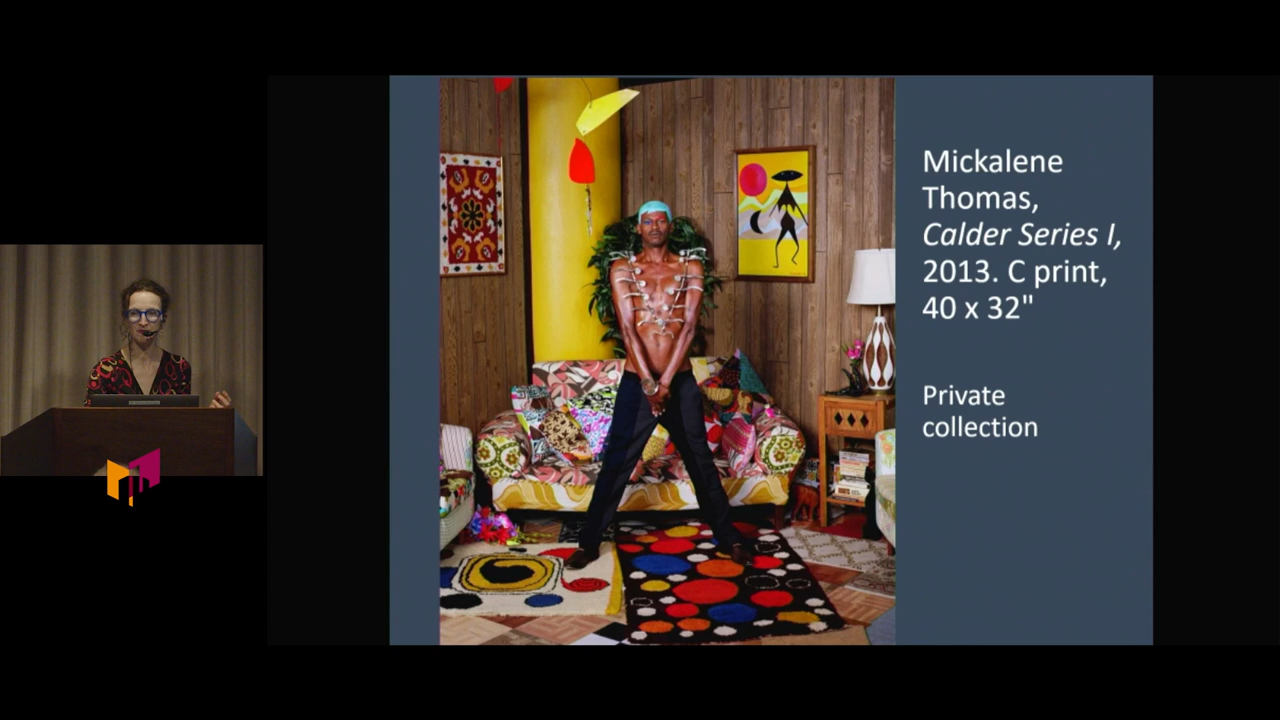 Mickalene
Thomas,
Calder Series I,
2013. C print,
40 x 32"
Private
collection